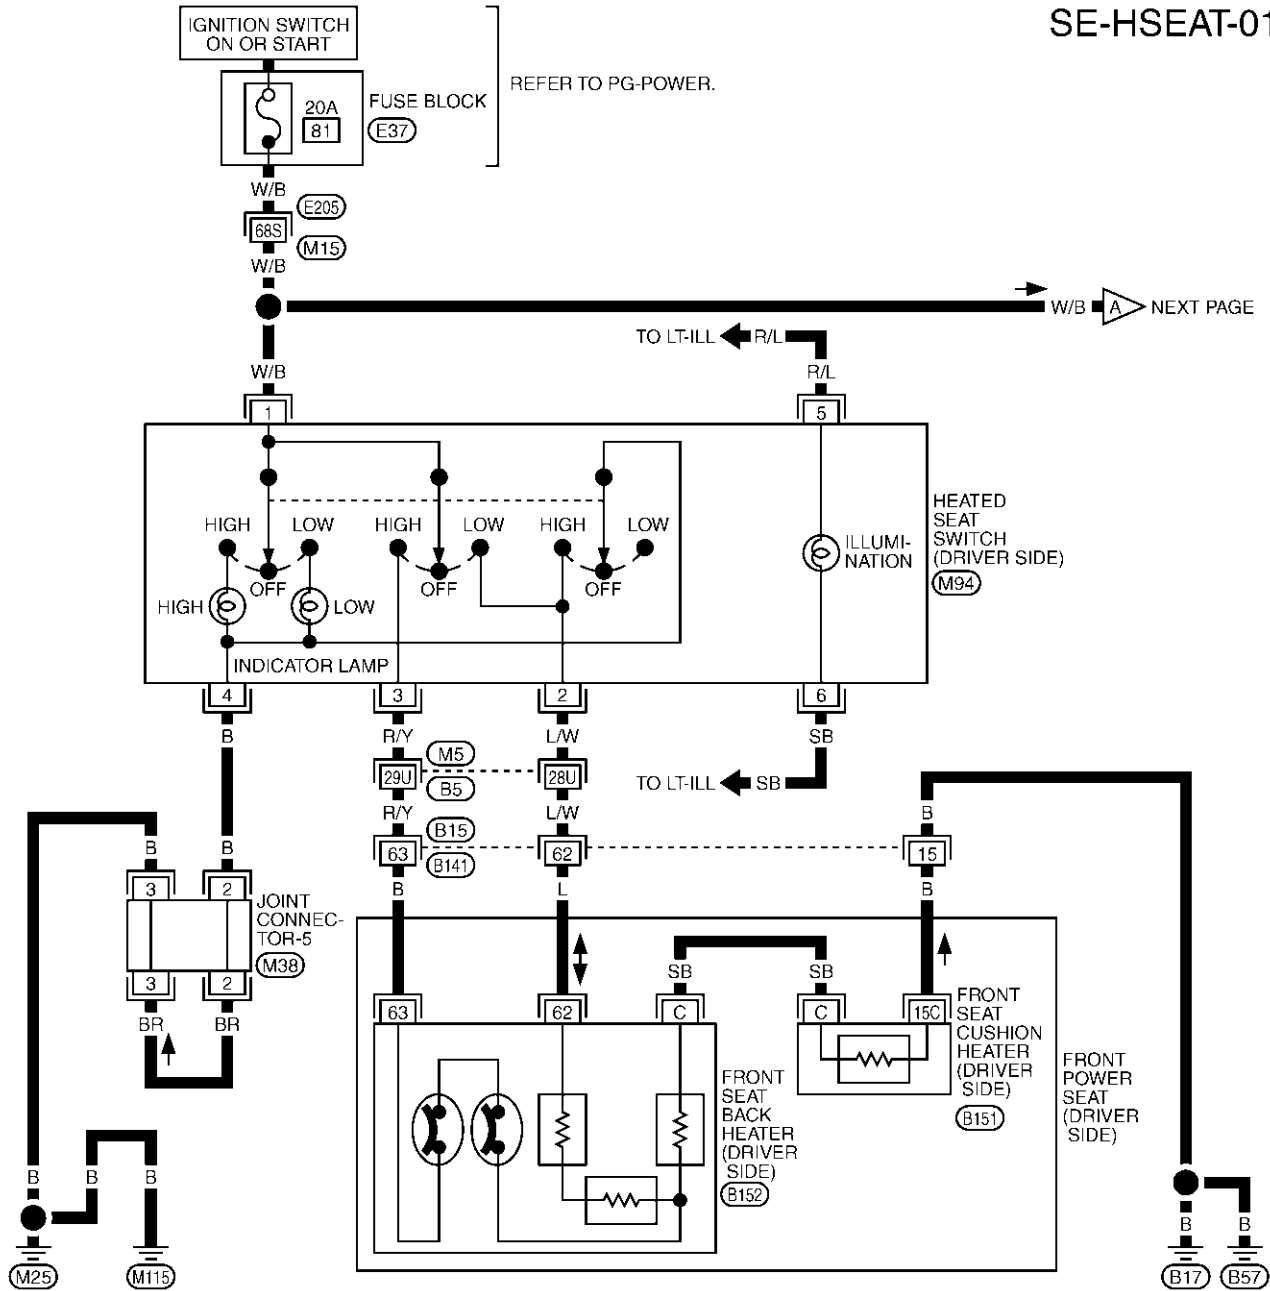 SE-HSEAT-01
IGNITION SWITCH
ON OR START
REFER TO PG-POWER.
20A
81
FUSE BLOCK
E37
W/B
E205
68S
M15
W/B
W/B
A
NEXT PAGE
TO LT-ILL
R/L
W/B
R/L
1
5
HIGH
LOW
HIGH
LOW
HIGH
LOW
OFF
OFF
OFF
HIGH
LOW
INDICATOR LAMP
ILLUMI-
NATION
HEATED
SEAT
SWITCH
(DRIVER SIDE)
M94
4
3
2
6
B
R/Y
L/W
SB
M5
29U
28U
B5
TO LT-ILL
SB
R/Y
L/W
B
B15
63
62
15
B141
B
B
B
L
B
3
2
JOINT
CONNEC-
TOR-5
M38
3
2
BR
BR
SB
SB
63
62
C
C
15C
FRONT
SEAT
CUSHION
HEATER
(DRIVER
SIDE)
B151
FRONT
POWER
SEAT
(DRIVER
SIDE)
FRONT
SEAT
BACK
HEATER
(DRIVER
SIDE)
B152
B
B
B
B
B
M25
M115
B17
B57